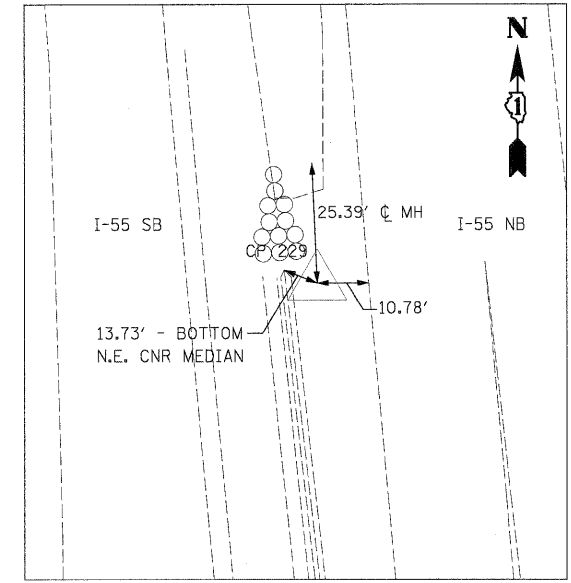 N
1
25.39' ℄ MH
I-55 SB
I-55 NB
CP 229
10.78'
13.73' - BOTTOM
N.E. CNR MEDIAN